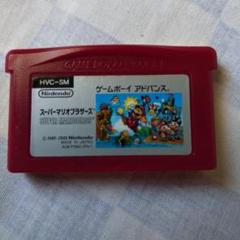 GAME BOY ADVANCE
HVC-SM
Nintendo
ゲームボーイ アドバンス
スーパーマリオブラザーズ
SUPER MARIO BROS.
MADE IN JAPAN